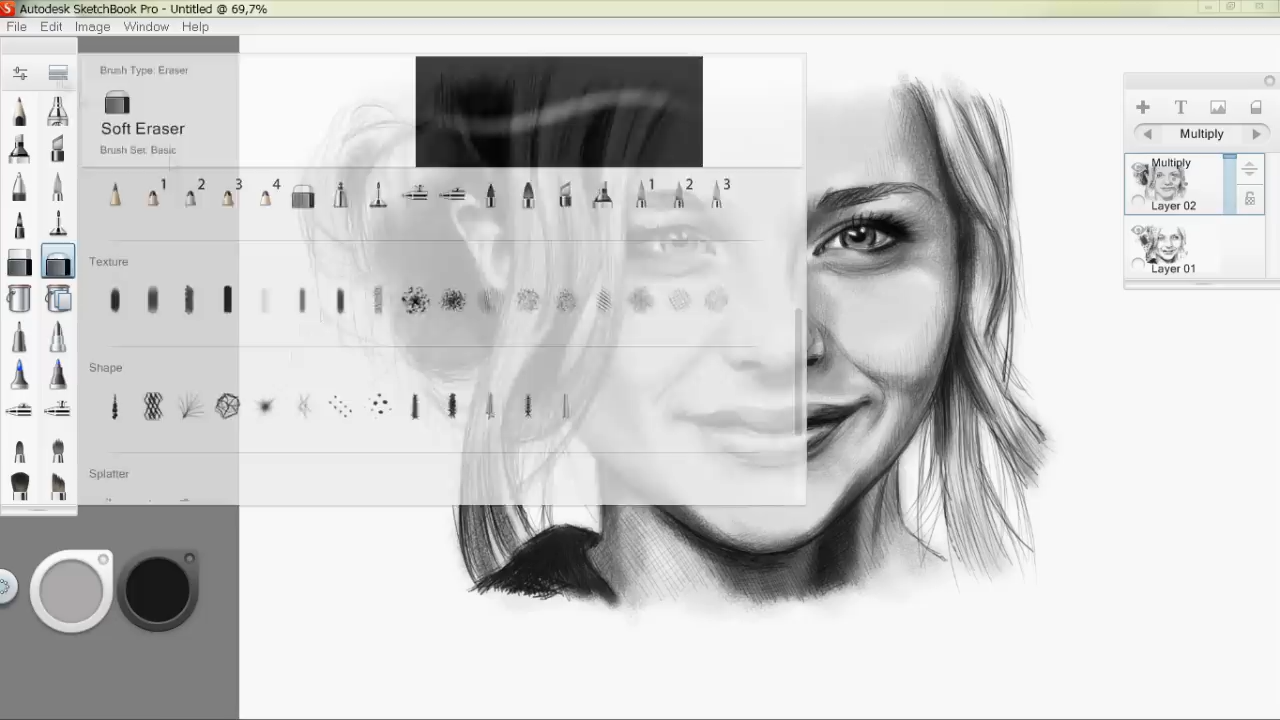 Autodesk SketchBook Pro - Untitled @ 69,7%
File Edit Image Window Help
Brush Type: Eraser
Soft Eraser
Brush Set: Basic
1 2 3 4 1 2 3
Texture
Shape
Splatter
T
Multiply
Multiply
Layer 02
Layer 01